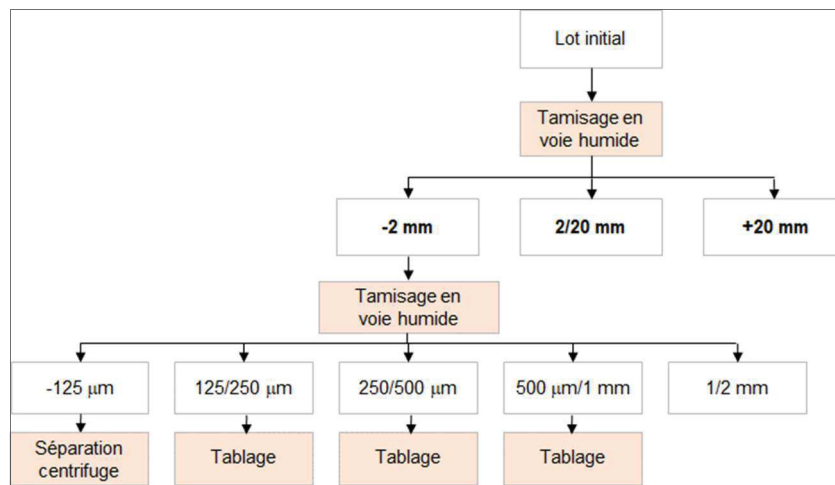 Lot initial
Tamisage en
voie humide
-2 mm
2/20 mm
+20 mm
Tamisage en
voie humide
-125 µm
125/250 µm
250/500 µm
500 µm/1 mm
1/2 mm
Séparation
centrifuge
Tablage
Tablage
Tablage